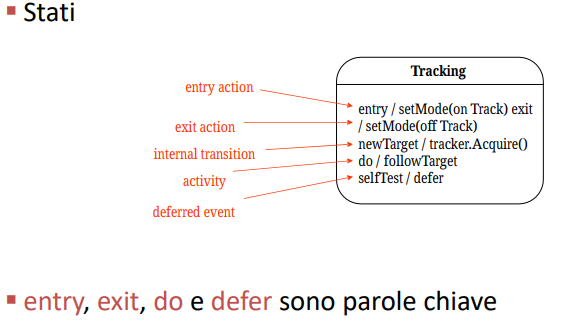 Stati
Tracking
entry action
entry / setMode(on Track) exit
exit action
/ setMode(off Track)
internal transition
newTarget / tracker.Acquire()
activity
do / followTarget
deferred event
selfTest / defer
entry, exit, do e defer sono parole chiave